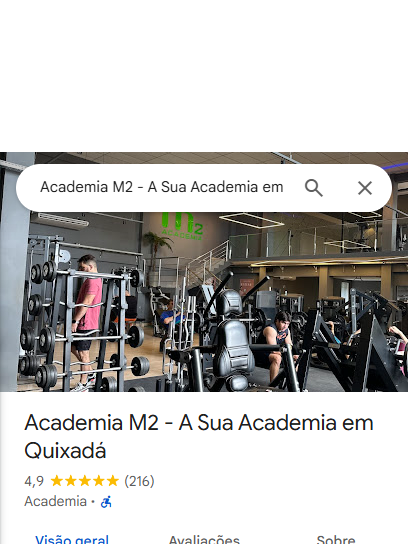 Academia M2 - A Sua Academia em
m2
Academia M2 - A Sua Academia em
Quixadá
4,9 (216)
Academia ·
Visão geral Avaliações Sobre